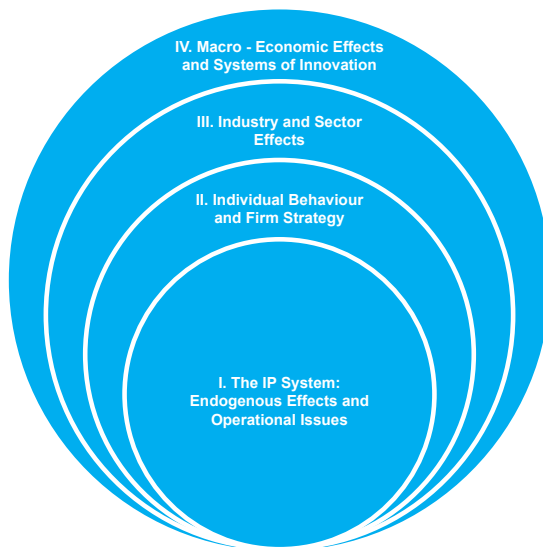 IV. Macro - Economic Effects
and Systems of Innovation
III. Industry and Sector
Effects
II. Individual Behaviour
and Firm Strategy
I. The IP System:
Endogenous Effects and
Operational Issues